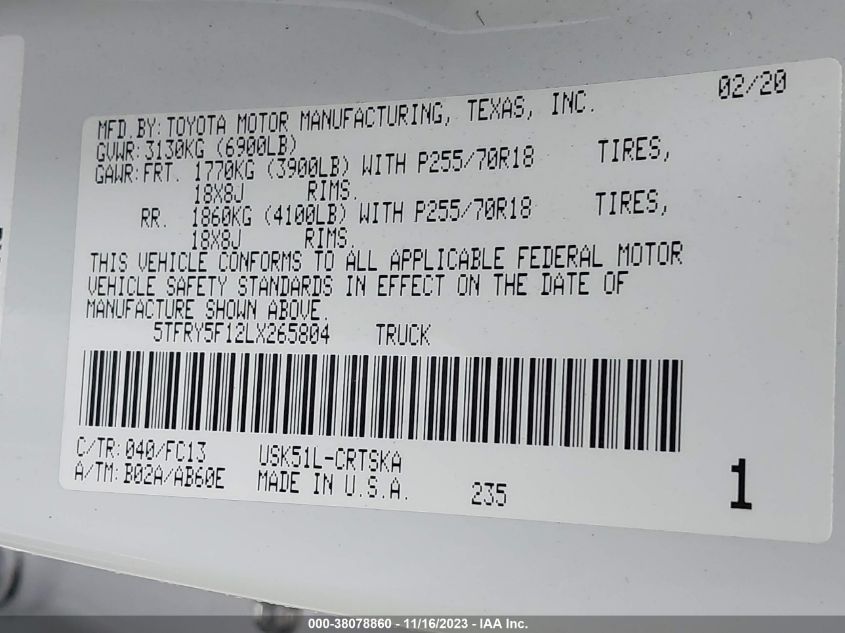 02/20
MFD.BY:TOYOTA MOTOR MANUFACTURING, TEXAS, INC.
GVWR:3130KG (6900LB)
GAWR:FRT. 1770KG (3900LB) WITH P255/70R18 TIRES,
18X8J RIMS.
RR. 1860KG (4100LB) WITH P255/70R18 TIRES,
18X8J RIMS.
THIS VEHICLE CONFORMS TO ALL APPLICABLE FEDERAL MOTOR
VEHICLE SAFETY STANDARDS IN EFFECT ON THE DATE OF
MANUFACTURE SHOWN ABOVE.
5TFRY5F12LX265804 TRUCK
C/TR:040/FC13 USK51L-CRTSKA
A/TM:B02A/AB60E MADE IN U.S.A. 235
1
000-38078860 - 11/16/2023 - IAA Inc.